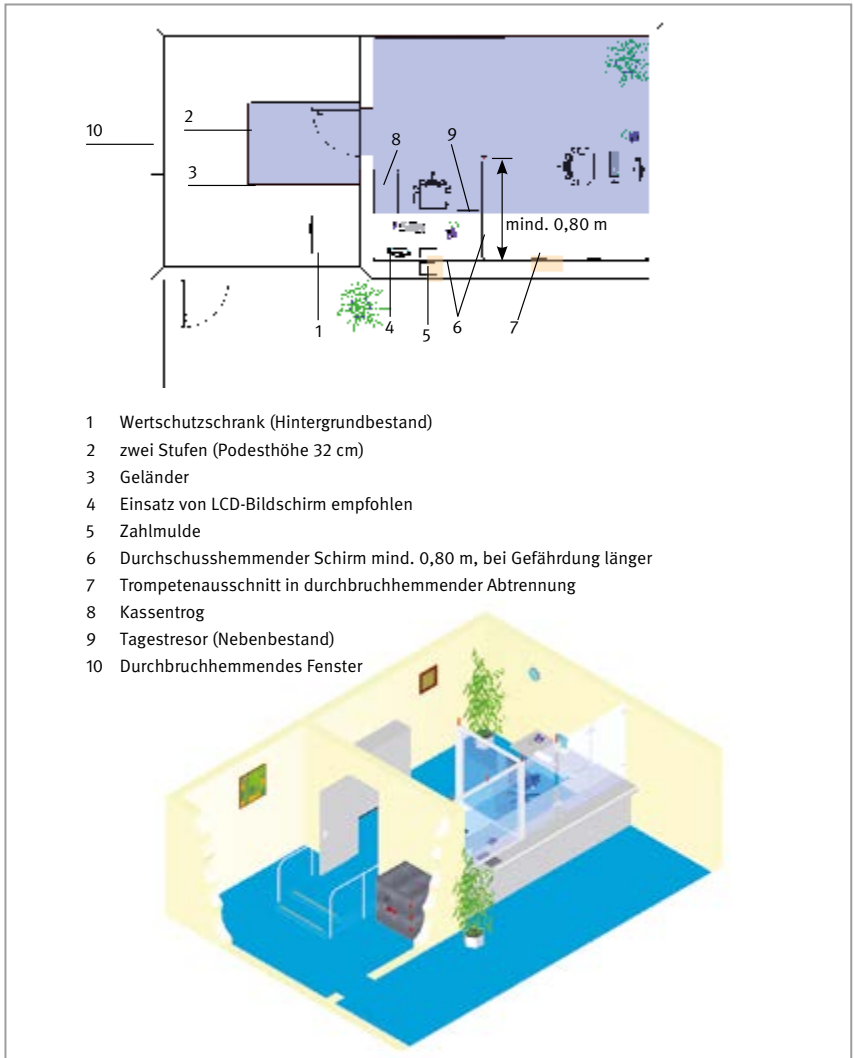 10
2
3
8
9
mind. 0,80 m
1
4
5
6
7
1 Wertschutzschrank (Hintergrundbestand)
2 zwei Stufen (Podesthöhe 32 cm)
3 Geländer
4 Einsatz von LCD-Bildschirm empfohlen
5 Zahlmulde
6 Durchschusshemmender Schirm mind. 0,80 m, bei Gefährdung länger
7 Trompetenausschnitt in durchbruchhemmender Abtrennung
8 Kassentrog
9 Tagestresor (Nebenbestand)
10 Durchbruchhemmendes Fenster